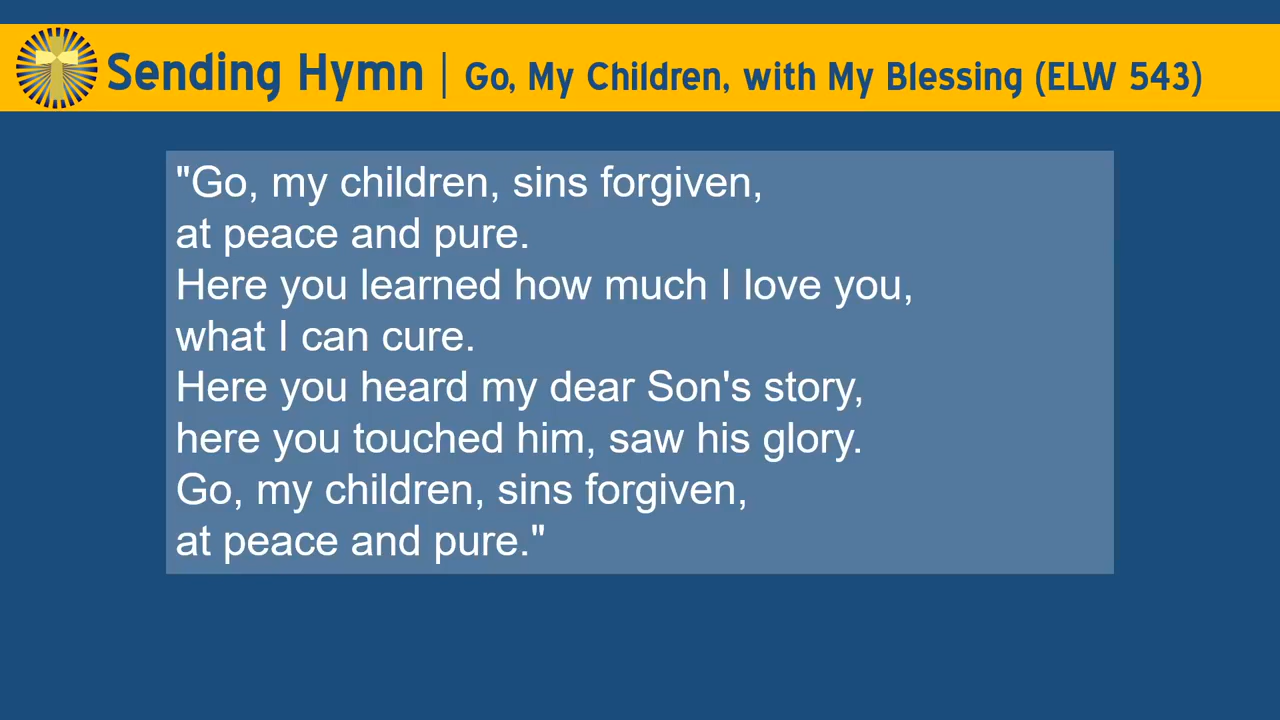 Sending Hymn | Go, My Children, with My Blessing (ELW 543)
"Go, my children, sins forgiven,
at peace and pure.
Here you learned how much I love you,
what I can cure.
Here you heard my dear Son's story,
here you touched him, saw his glory.
Go, my children, sins forgiven,
at peace and pure."